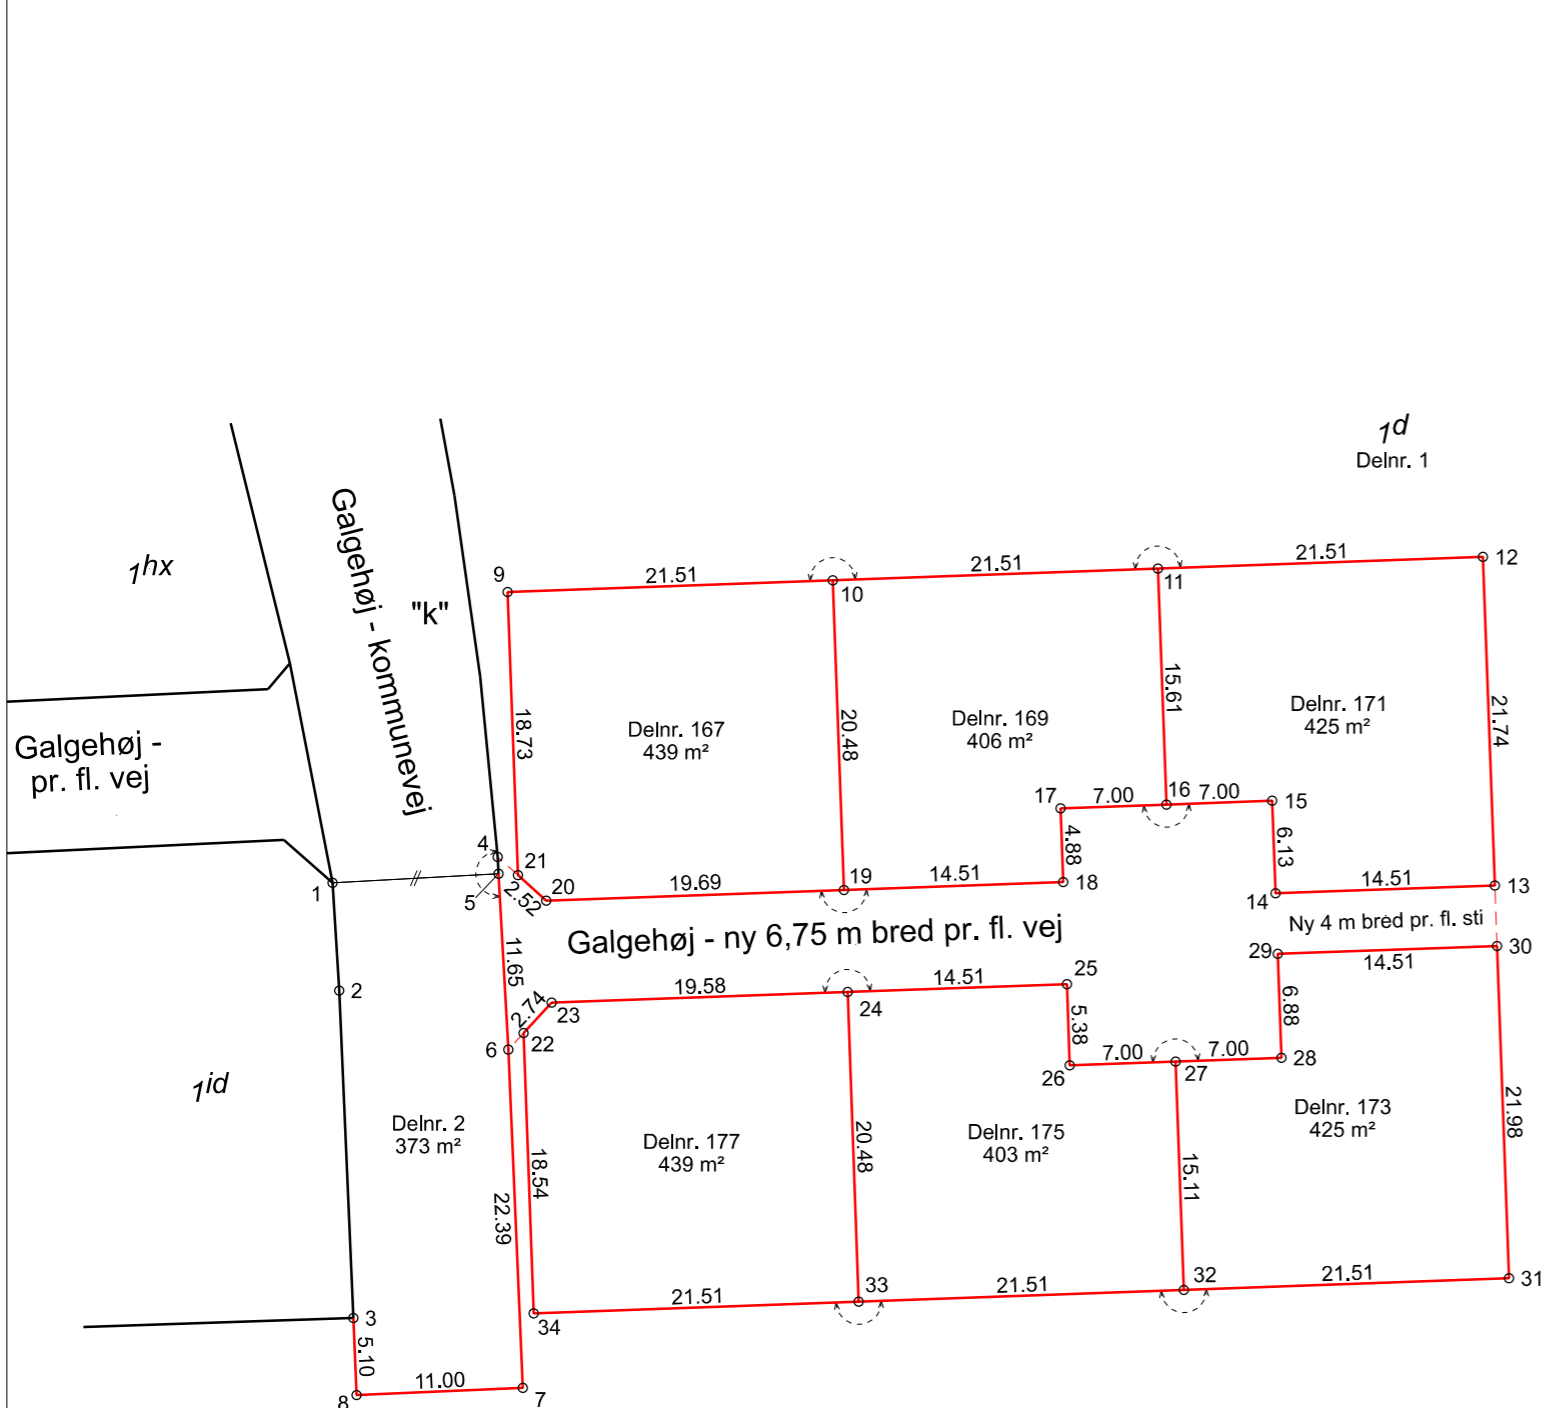 1d
Delnr. 1
Galgehøj - kommunevej
"k"
1hx
9
21.51
10
21.51
11
21.51
12
18.73
Delnr. 167
439 m²
20.48
Delnr. 169
406 m²
15.61
Delnr. 171
425 m²
21.74
Galgehøj -
pr. fl. vej
17
7.00
16
7.00
15
4.88
6.13
4
21
1
5
2.52
20
19.69
19
14.51
18
14
14.51
13
Galgehøj - ny 6,75 m bred pr. fl. vej
Ny 4 m bred pr. fl. sti
11.65
29
14.51
30
2
2.74
23
19.58
24
14.51
25
6
22
5.38
6.88
26
7.00
27
7.00
28
1id
Delnr. 2
373 m²
18.54
Delnr. 177
439 m²
20.48
Delnr. 175
403 m²
15.11
Delnr. 173
425 m²
21.98
22.39
3
34
21.51
33
21.51
32
21.51
31
5.10
8
11.00
7